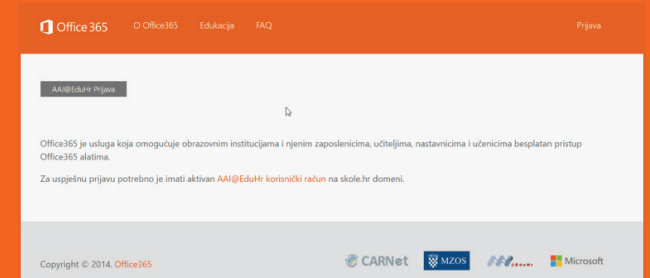 Office 365 O Office365 Edukacija FAQ Prijava
AAI@EduHr Prijava
Office365 je usluga koja omogućuje obrazovnim institucijama i njenim zaposlenicima, učiteljima, nastavnicima i učenicima besplatan pristup
Office365 alatima.
Za uspješnu prijavu potrebno je imati aktivan AAI@EduHr korisnički račun na skole.hr domeni.
Copyright © 2014. Office365 CARNet MZOS Microsoft